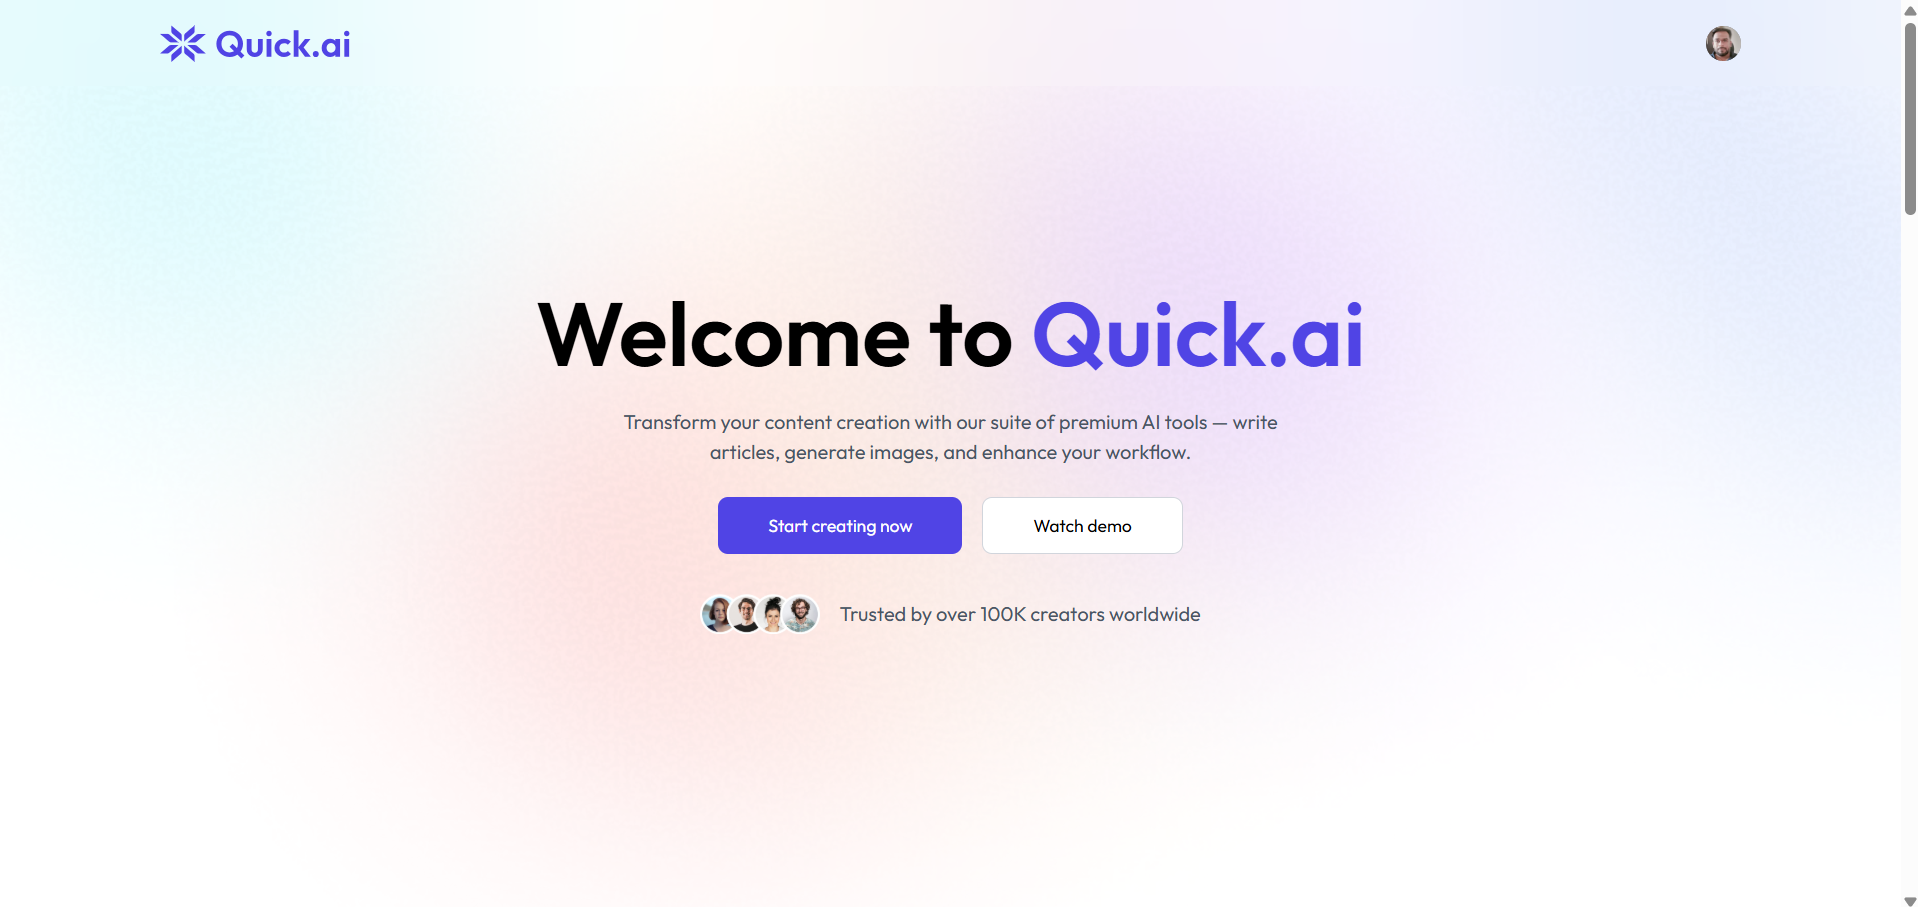 Quick.ai
Welcome to Quick.ai
Transform your content creation with our suite of premium AI tools — write
articles, generate images, and enhance your workflow.
Start creating now
Watch demo
Trusted by over 100K creators worldwide